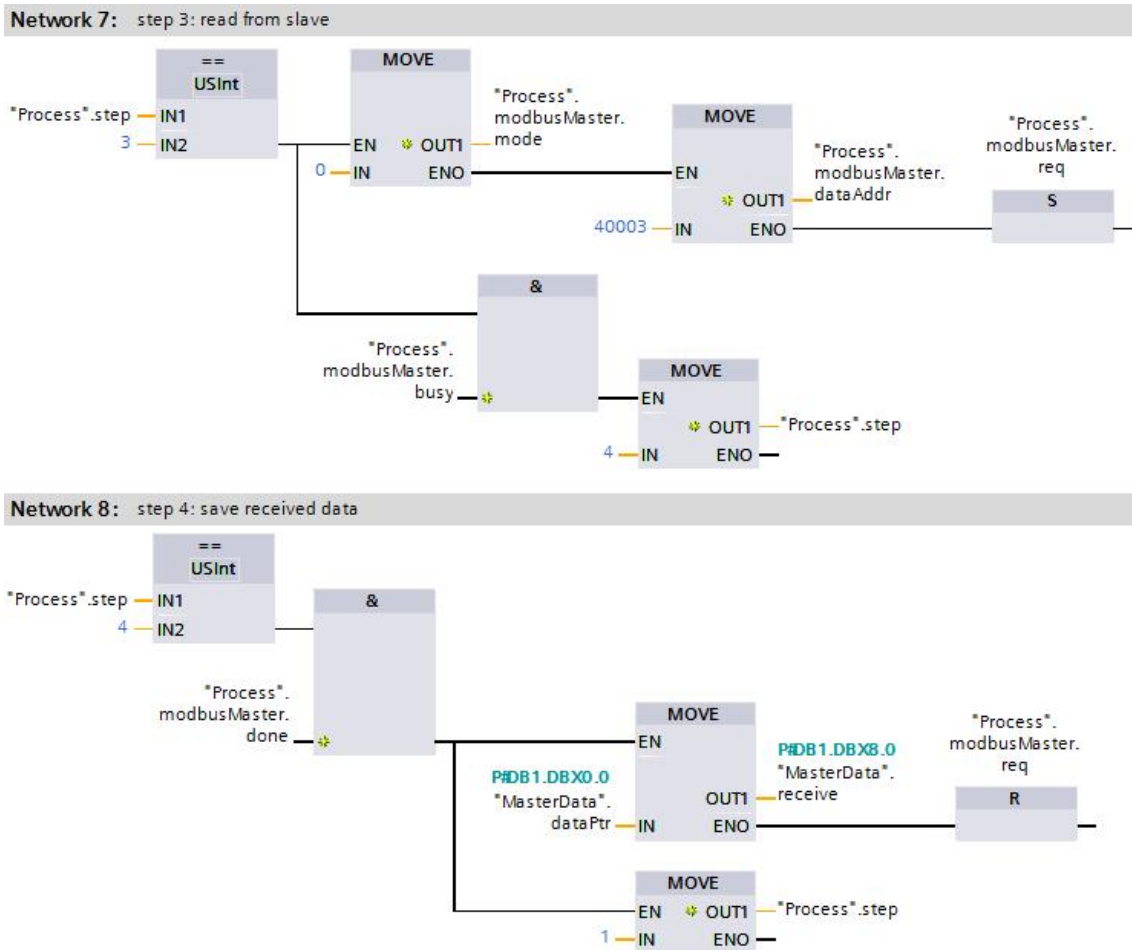 Network 7: step 3: read from slave
==
USInt
"Process".step
IN1
3
IN2
MOVE
EN
OUT1
"Process".
modbusMaster.
mode
0
IN
ENO
MOVE
EN
OUT1
"Process".
modbusMaster.
dataAddr
40003
IN
ENO
"Process".
modbusMaster.
req
S
&
"Process".
modbusMaster.
busy
MOVE
EN
OUT1
"Process".step
4
IN
ENO
Network 8: step 4: save received data
==
USInt
"Process".step
IN1
4
IN2
&
"Process".
modbusMaster.
done
MOVE
EN
P#DB1.DBX0.0
"MasterData".
dataPtr
IN
P#DB1.DBX8.0
"MasterData".
receive
OUT1
ENO
"Process".
modbusMaster.
req
R
MOVE
EN
OUT1
"Process".step
1
IN
ENO